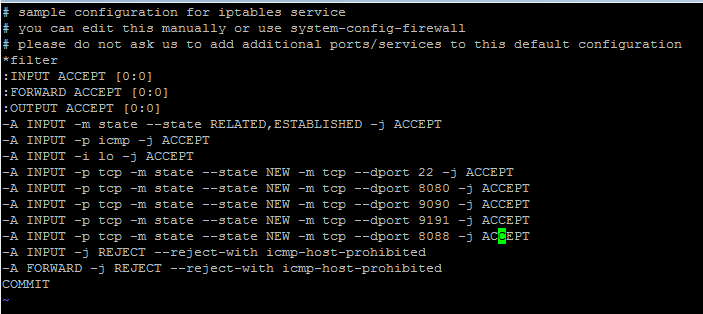 # sample configuration for iptables service
# you can edit this manually or use system-config-firewall
# please do not ask us to add additional ports/services to this default configuration
*filter
:INPUT ACCEPT [0:0]
:FORWARD ACCEPT [0:0]
:OUTPUT ACCEPT [0:0]
-A INPUT -m state --state RELATED,ESTABLISHED -j ACCEPT
-A INPUT -p icmp -j ACCEPT
-A INPUT -i lo -j ACCEPT
-A INPUT -p tcp -m state --state NEW -m tcp --dport 22 -j ACCEPT
-A INPUT -p tcp -m state --state NEW -m tcp --dport 8080 -j ACCEPT
-A INPUT -p tcp -m state --state NEW -m tcp --dport 9090 -j ACCEPT
-A INPUT -p tcp -m state --state NEW -m tcp --dport 9191 -j ACCEPT
-A INPUT -p tcp -m state --state NEW -m tcp --dport 8088 -j ACCEPT
-A INPUT -j REJECT --reject-with icmp-host-prohibited
-A FORWARD -j REJECT --reject-with icmp-host-prohibited
COMMIT
~